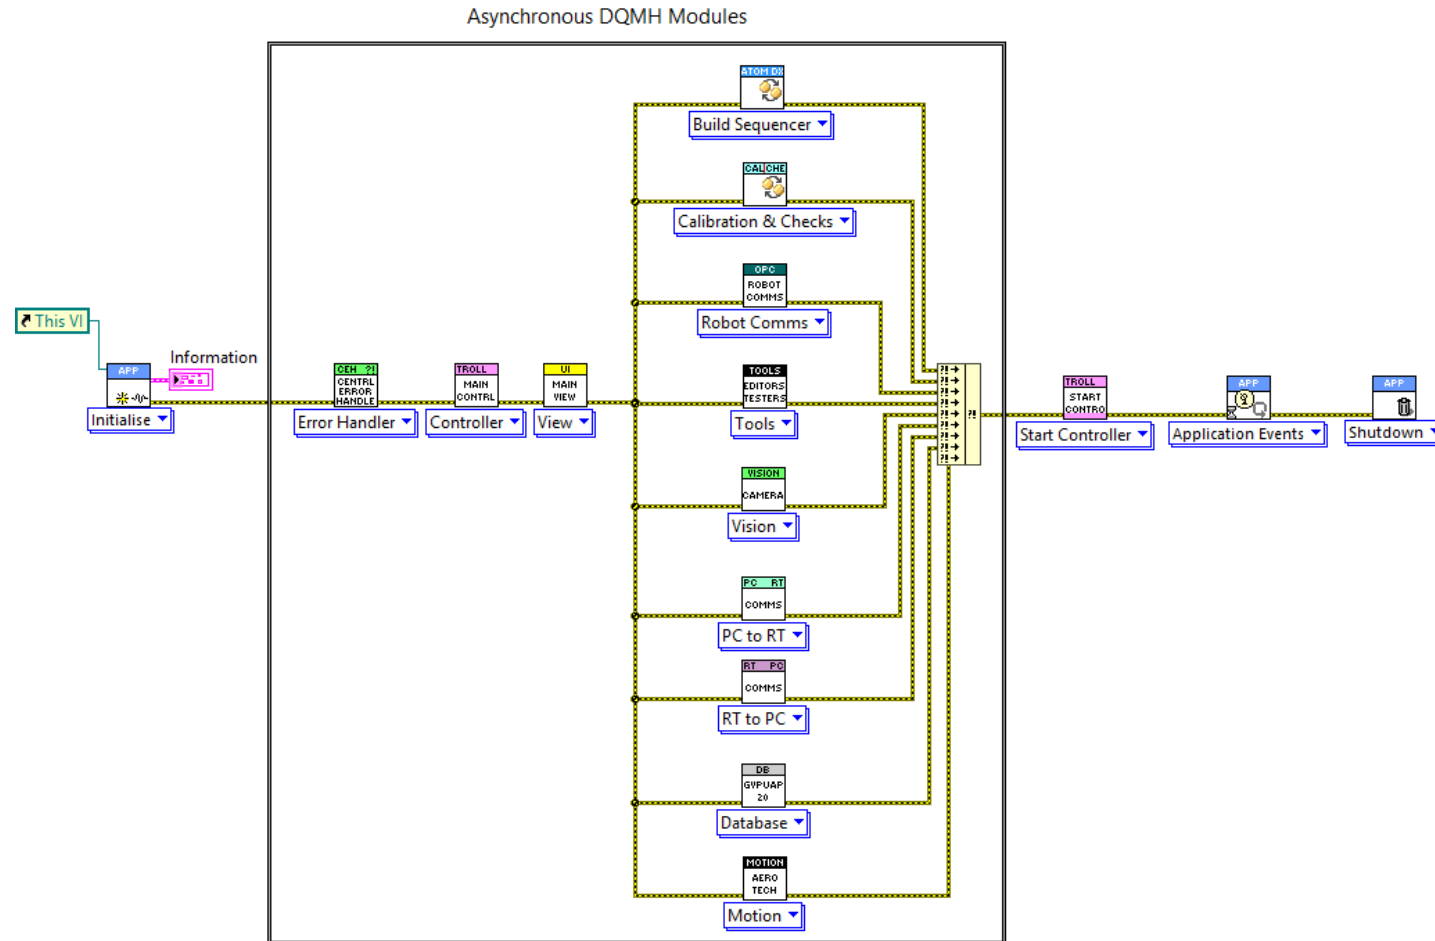 Asynchronous DQMH Modules
ATOM DX
Build Sequencer
CAL CHE
Calibration & Checks
OPC
ROBOT
COMMS
Robot Comms
This VI
APP
Information
Initialise
CEH ?!
CENTRL
ERROR
HANDLE
Error Handler
TROLL
MAIN
CONTRL
Controller
UI
MAIN
VIEW
View
TOOLS
EDITORS
TESTERS
Tools
?!
?!
?!
?!
?!
?!
?!
?!
?!
?!
TROLL
START
CONTRO
Start Controller
APP
Application Events
APP
Shutdown
VISION
CAMERA
Vision
PC RT
COMMS
PC to RT
RT PC
COMMS
RT to PC
DB
GVPUAP
20
Database
MOTION
AERO
TECH
Motion